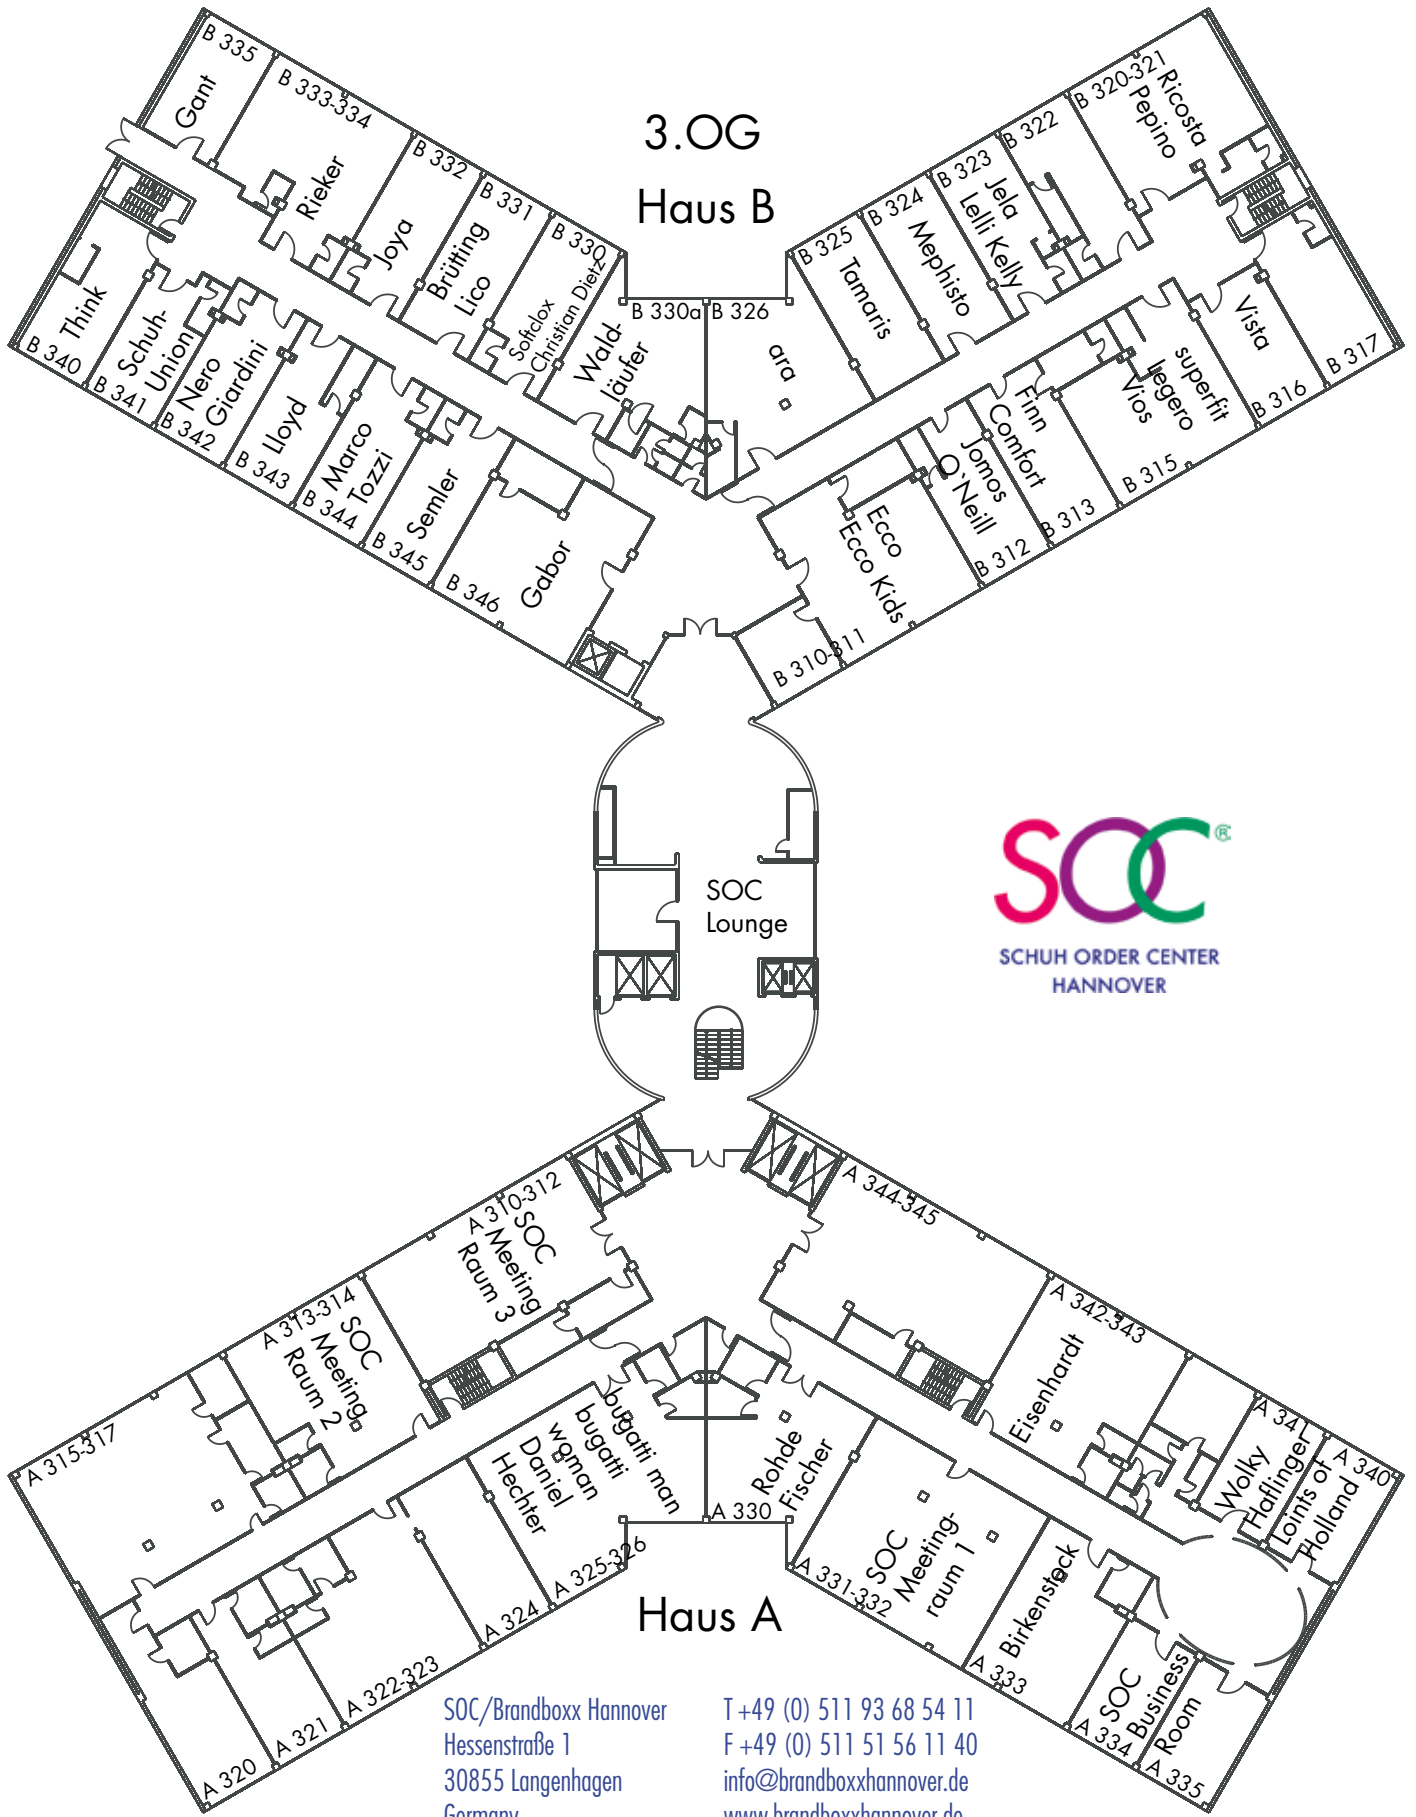 3.OG
Haus B
B 335
Gant
B 333-334
Rieker
B 332
Joya
B 331
Brütting
Lico
B 330
Softclox
Christian Dietz
B 330a
Wald-
läufer
B 326
ara
B 325
Tamaris
B 324
Mephisto
B 323
Jela
Lelli Kelly
B 322
B 320-321
Ricosta
Pepino
B 340
Think
B 341
Schuh-
Union
B 342
Nero
Giardini
B 343
Lloyd
B 344
Marco
Tozzi
B 345
Semler
B 346
Gabor
B 310-311
Ecco
Ecco Kids
B 312
Jomos
O`Neill
B 313
Finn
Comfort
B 315
superfit
legero
Vios
B 316
Vista
B 317
SOC
Lounge
SOC®
SCHUH ORDER CENTER
HANNOVER
A 310-312
SOC
Meeting
Raum 3
A 313-314
SOC
Meeting
Raum 2
A 315-317
A 344-345
A 342-343
Eisenhardt
A 341
Wolky
Haflinger
A 340
Loints of
Holland
A 320
A 321
A 322-323
A 324
A 325-326
bugatti man
bugatti
woman
Daniel
Hechter
A 330
Rohde
Fischer
A 331-332
SOC
Meeting-
raum 1
A 333
Birkenstock
A 334
A 335
SOC
Business
Room
Haus A
SOC/Brandboxx Hannover
Hessenstraße 1
30855 Langenhagen
Germany
T +49 (0) 511 93 68 54 11
F +49 (0) 511 51 56 11 40
info@brandboxxhannover.de
www.brandboxxhannover.de